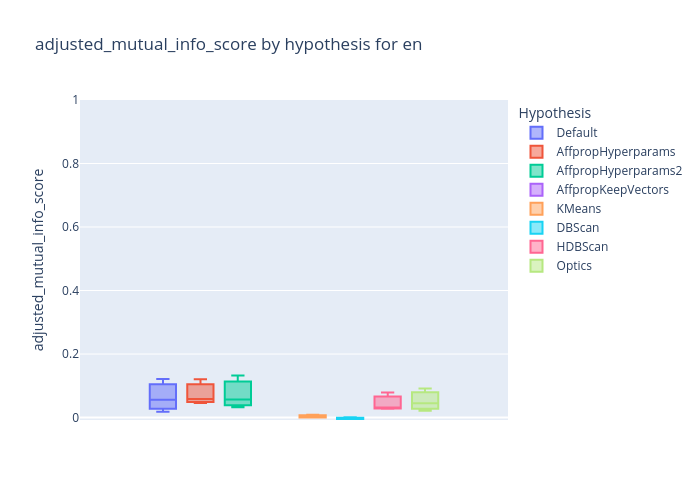 adjusted_mutual_info_score by hypothesis for en
adjusted_mutual_info_score
1
0.8
0.6
0.4
0.2
0
Hypothesis
Default
AffpropHyperparams
AffpropHyperparams2
AffpropKeepVectors
KMeans
DBScan
HDBScan
Optics